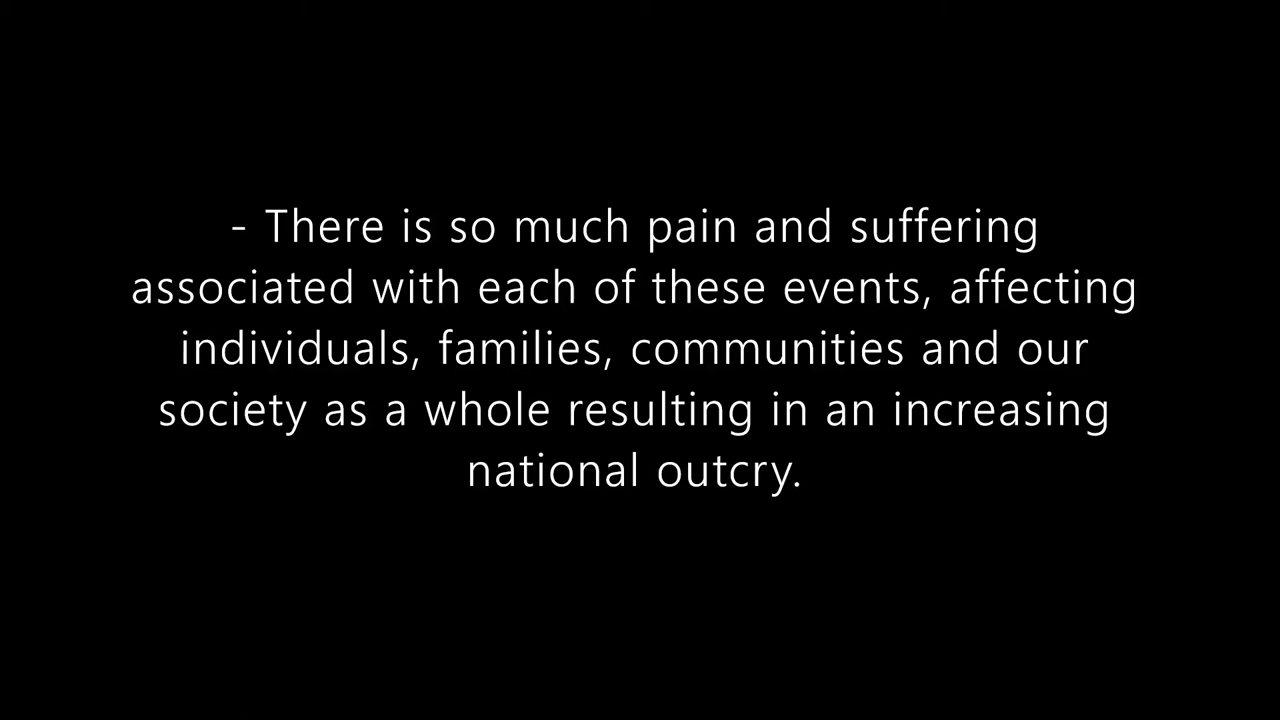 - There is so much pain and suffering
associated with each of these events, affecting
individuals, families, communities and our
society as a whole resulting in an increasing
national outcry.